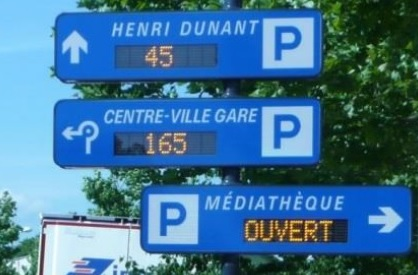 HENRI DUNANT
45
P
CENTRE-VILLE GARE
165
P
MÉDIATHÈQUE
P
OUVERT